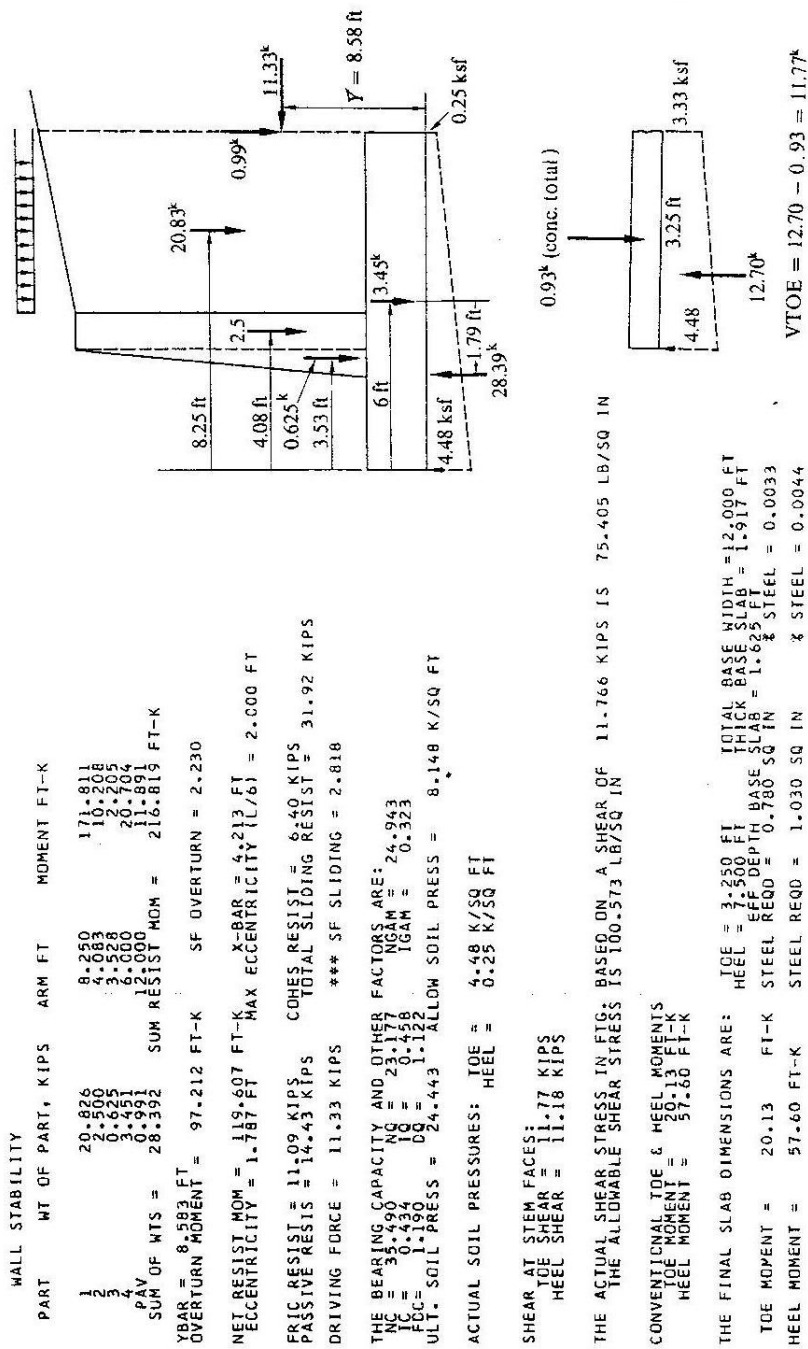 WALL STABILITY
PART WT OF PART, KIPS ARM FT MOMENT FT-K
1 20.826 8.250 171.811
2 2.500 4.083 10.208
3 0.625 3.528 2.205
4 3.451 6.000 20.704
PAV 0.991 12.000 11.891
SUM OF WTS = 28.392 SUM RESIST MOM = 216.819 FT-K
YBAR = 8.583 FT
OVERTURN MOMENT = 97.212 FT-K SF OVERTURN = 2.230
NET RESIST MOM = 119.607 FT-K X-BAR = 4.213 FT
ECCENTRICITY = 1.787 FT MAX ECCENTRICITY (L/6) = 2.000 FT
FRIC RESIST = 11.09 KIPS COHES RESIST = 6.40 KIPS
PASSIVE RESIS = 14.43 KIPS TOTAL SLIDING RESIST = 31.92 KIPS
DRIVING FORCE = 11.33 KIPS *** SF SLIDING = 2.818
THE BEARING CAPACITY AND OTHER FACTORS ARE:
NC = 35.490 NQ = 23.177 NGAM = 24.943
IC = 0.434 IQ = 0.458 IGAM = 0.323
FDC = 1.190 DQ = 1.122
ULT. SOIL PRESS = 24.443 ALLOW SOIL PRESS = 8.148 K/SQ FT
ACTUAL SOIL PRESSURES: TOE = 4.48 K/SQ FT
HEEL = 0.25 K/SQ FT
SHEAR AT STEM FACES:
TOE SHEAR = 11.77 KIPS
HEEL SHEAR = 11.18 KIPS
THE ACTUAL SHEAR STRESS IN FTG. BASED ON A SHEAR OF 11.766 KIPS IS 75.405 LB/SQ IN
THE ALLOWABLE SHEAR STRESS IS 100.573 LB/SQ IN
CONVENTIONAL TOE & HEEL MOMENTS
TOE MOMENT = 20.13 FT-K
HEEL MOMENT = 57.60 FT-K
THE FINAL SLAB DIMENSIONS ARE: TOE = 3.250 FT TOTAL BASE WIDTH =12.000 FT
HEEL = 7.500 FT THICK BASE SLAB = 1.917 FT
EFF DEPTH BASE SLAB = 1.625 FT
TOE MOMENT = 20.13 FT-K STEEL REQD = 0.780 SQ IN % STEEL = 0.0033
HEEL MOMENT = 57.60 FT-K STEEL REQD = 1.030 SQ IN % STEEL = 0.0044
20.83k
0.99k
11.33k
8.25 ft
2.5
4.08 ft
0.625k
3.53 ft
Y = 8.58 ft
6 ft
3.45k
1.79 ft
4.48 ksf
28.39k
0.25 ksf
0.93k (conc. total)
3.25 ft
4.48
3.33 ksf
12.70k
VTOE = 12.70 − 0.93 = 11.77k